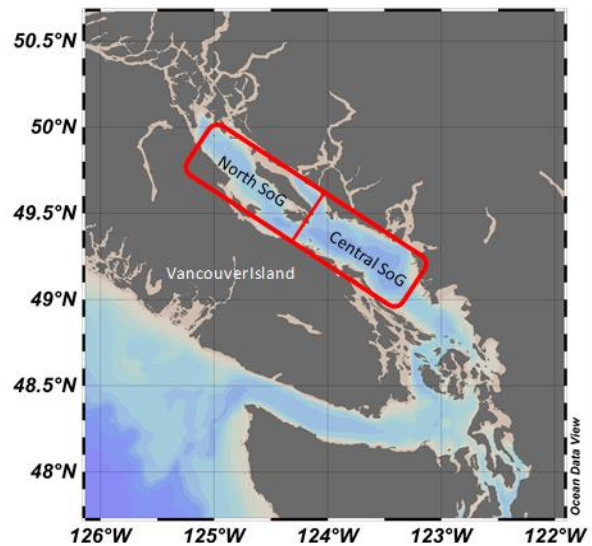 50.5°N
50°N
49.5°N
49°N
48.5°N
48°N
North SoG
Central SoG
VancouverIsland
126°W
125°W
124°W
123°W
122°W
Ocean Data View